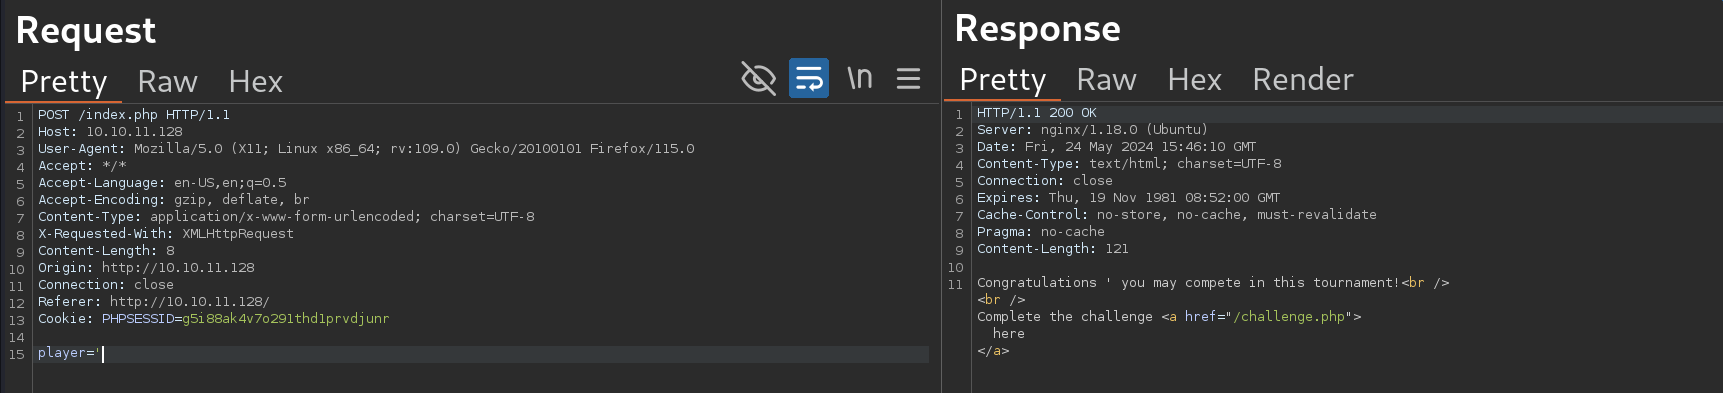 Request
Pretty Raw Hex \n
1 POST /index.php HTTP/1.1
2 Host: 10.10.11.128
3 User-Agent: Mozilla/5.0 (X11; Linux x86_64; rv:109.0) Gecko/20100101 Firefox/115.0
4 Accept: */*
5 Accept-Language: en-US,en;q=0.5
6 Accept-Encoding: gzip, deflate, br
7 Content-Type: application/x-www-form-urlencoded; charset=UTF-8
8 X-Requested-With: XMLHttpRequest
9 Content-Length: 8
10 Origin: http://10.10.11.128
11 Connection: close
12 Referer: http://10.10.11.128/
13 Cookie: PHPSESSID=g5i88ak4v7o291thd1prvdjunr
14
15 player='
Response
Pretty Raw Hex Render
1 HTTP/1.1 200 OK
2 Server: nginx/1.18.0 (Ubuntu)
3 Date: Fri, 24 May 2024 15:46:10 GMT
4 Content-Type: text/html; charset=UTF-8
5 Connection: close
6 Expires: Thu, 19 Nov 1981 08:52:00 GMT
7 Cache-Control: no-store, no-cache, must-revalidate
8 Pragma: no-cache
9 Content-Length: 121
10
11 Congratulations ' you may compete in this tournament!<br />
<br />
Complete the challenge <a href="/challenge.php">
here
</a>